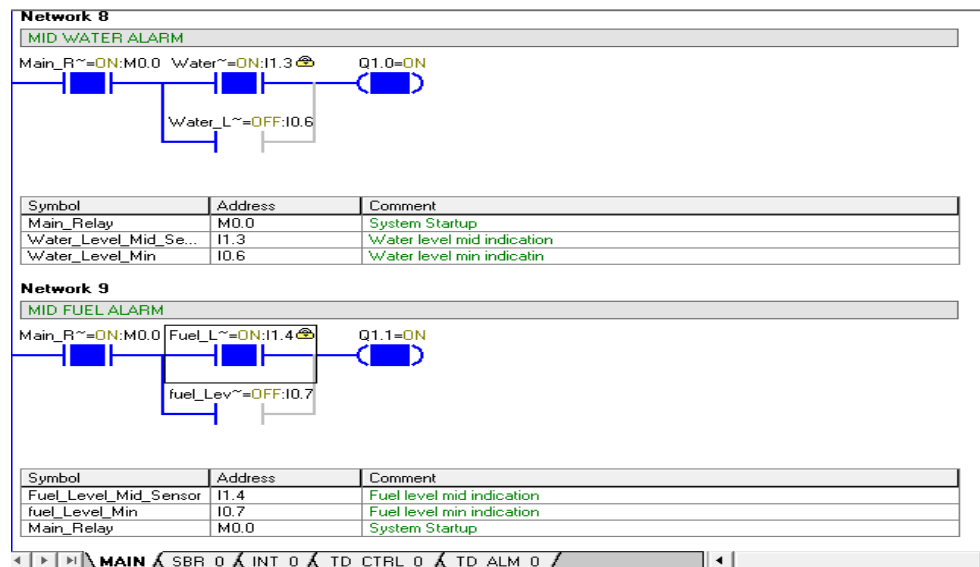 Network 8
MID WATER ALARM
Main_R~=ON:M0.0 Water~=ON:I1.3 Q1.0=ON
Water_L~=OFF:I0.6
Symbol Address Comment
Main_Relay M0.0 System Startup
Water_Level_Mid_Se... I1.3 Water level mid indication
Water_Level_Min I0.6 Water level min indicatin
Network 9
MID FUEL ALARM
Main_R~=ON:M0.0 Fuel_L~=ON:I1.4 Q1.1=ON
fuel_Lev~=OFF:I0.7
Symbol Address Comment
Fuel_Level_Mid_Sensor I1.4 Fuel level mid indication
fuel_Level_Min I0.7 Fuel level min indication
Main_Relay M0.0 System Startup
MAIN SBR_0 INT_0 TD_CTRL_0 TD_ALM_0